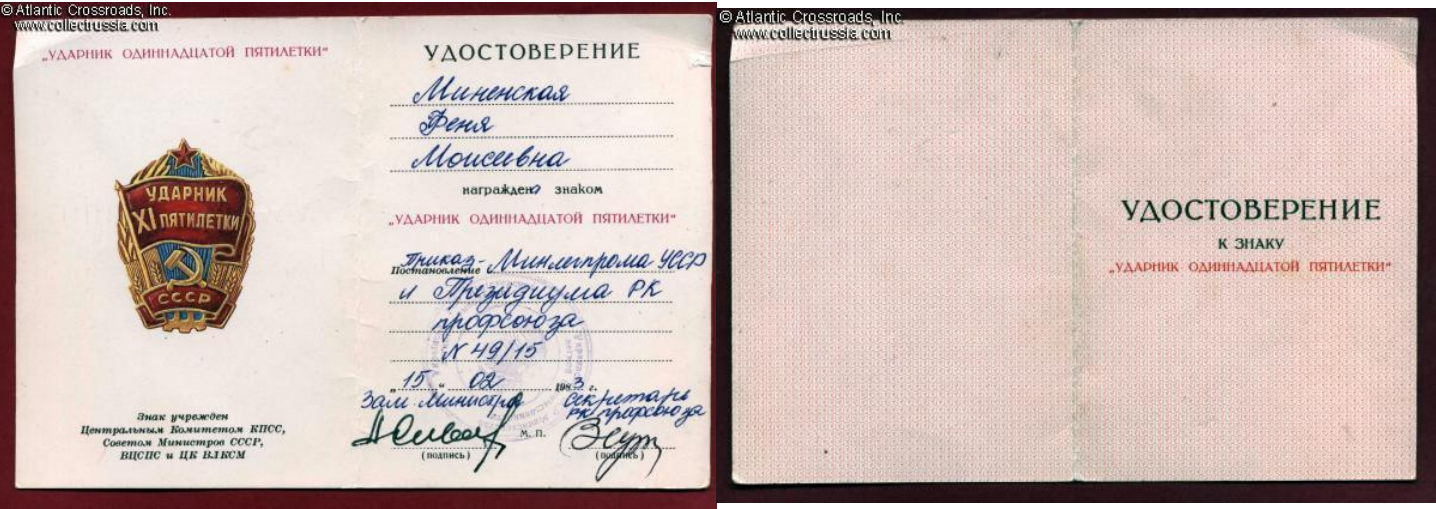 © Atlantic Crossroads, Inc.
www.collectrussia.com
„УДАРНИК ОДИННАДЦАТОЙ ПЯТИЛЕТКИ“
УДАРНИК
XI ПЯТИЛЕТКИ
СССР
Знак учрежден
Центральным Комитетом КПСС,
Советом Министров СССР,
ВЦСПС и ЦК ВЛКСМ
УДОСТОВЕРЕНИЕ
Миненская
Феня
Моисеевна
награждена знаком
„УДАРНИК ОДИННАДЦАТОЙ ПЯТИЛЕТКИ“
Приказ-
Постановление Минлегпрома УССР
и Президиума РК
профсоюза
N 49/15
„15“ 02 1983 г.
Зам. Министра секретарь
РК профсоюза
М. П.
(подпись) (подпись)
© Atlantic Crossroads, Inc.
www.collectrussia.com
УДОСТОВЕРЕНИЕ
К ЗНАКУ
„УДАРНИК ОДИННАДЦАТОЙ ПЯТИЛЕТКИ“